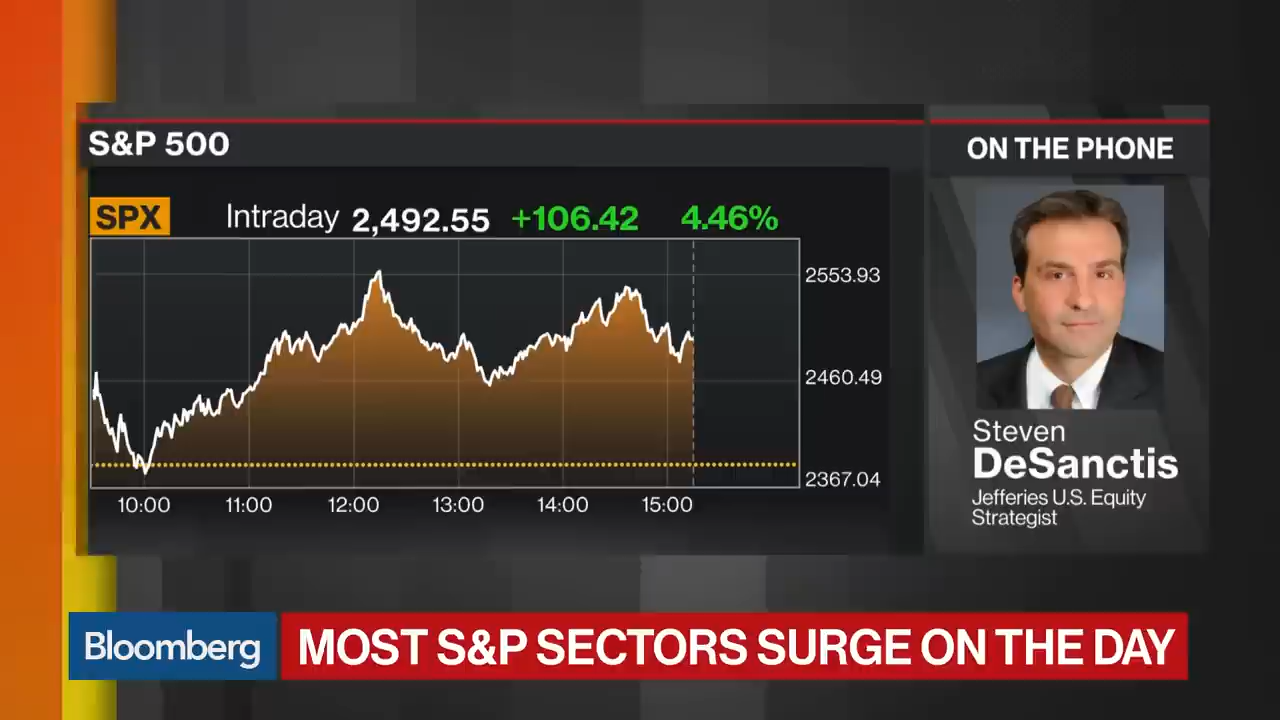 S&P 500
SPX Intraday 2,492.55 +106.42 4.46%
2553.93
2460.49
2367.04
10:00 11:00 12:00 13:00 14:00 15:00
ON THE PHONE
Steven
DeSanctis
Jefferies U.S. Equity
Strategist
Bloomberg
MOST S&P SECTORS SURGE ON THE DAY